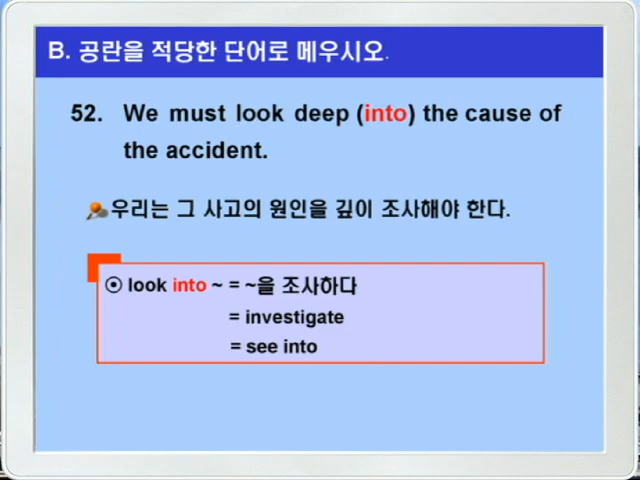 B. 공란을 적당한 단어로 메우시오.
52. We must look deep (into) the cause of
the accident.
우리는 그 사고의 원인을 깊이 조사해야 한다.
⊙ look into ~ = ~을 조사하다
= investigate
= see into